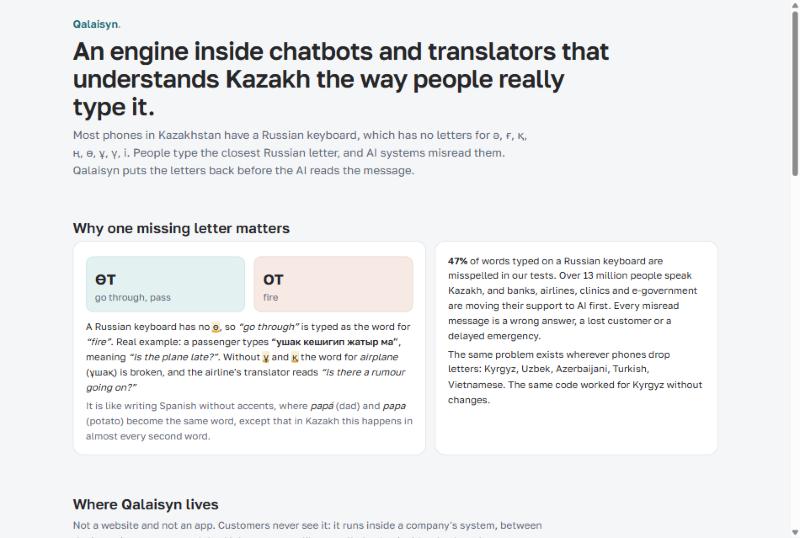 Qalaisyn.
An engine inside chatbots and translators that
understands Kazakh the way people really
type it.
Most phones in Kazakhstan have a Russian keyboard, which has no letters for ә, ғ, қ,
ң, ө, ұ, ү, і. People type the closest Russian letter, and AI systems misread them.
Qalaisyn puts the letters back before the AI reads the message.
Why one missing letter matters
өт
go through, pass
от
fire
A Russian keyboard has no ө, so “go through” is typed as the word for
“fire”. Real example: a passenger types “ушак кешигип жатыр ма”,
meaning “is the plane late?”. Without ұ and қ the word for airplane
(ұшақ) is broken, and the airline's translator reads “is there a rumour
going on?”
It is like writing Spanish without accents, where papá (dad) and papa
(potato) become the same word, except that in Kazakh this happens in
almost every second word.
47% of words typed on a Russian keyboard are
misspelled in our tests. Over 13 million people speak
Kazakh, and banks, airlines, clinics and e-government
are moving their support to AI first. Every misread
message is a wrong answer, a lost customer or a
delayed emergency.
The same problem exists wherever phones drop
letters: Kyrgyz, Uzbek, Azerbaijani, Turkish,
Vietnamese. The same code worked for Kyrgyz without
changes.
Where Qalaisyn lives
Not a website and not an app. Customers never see it: it runs inside a company's system, between